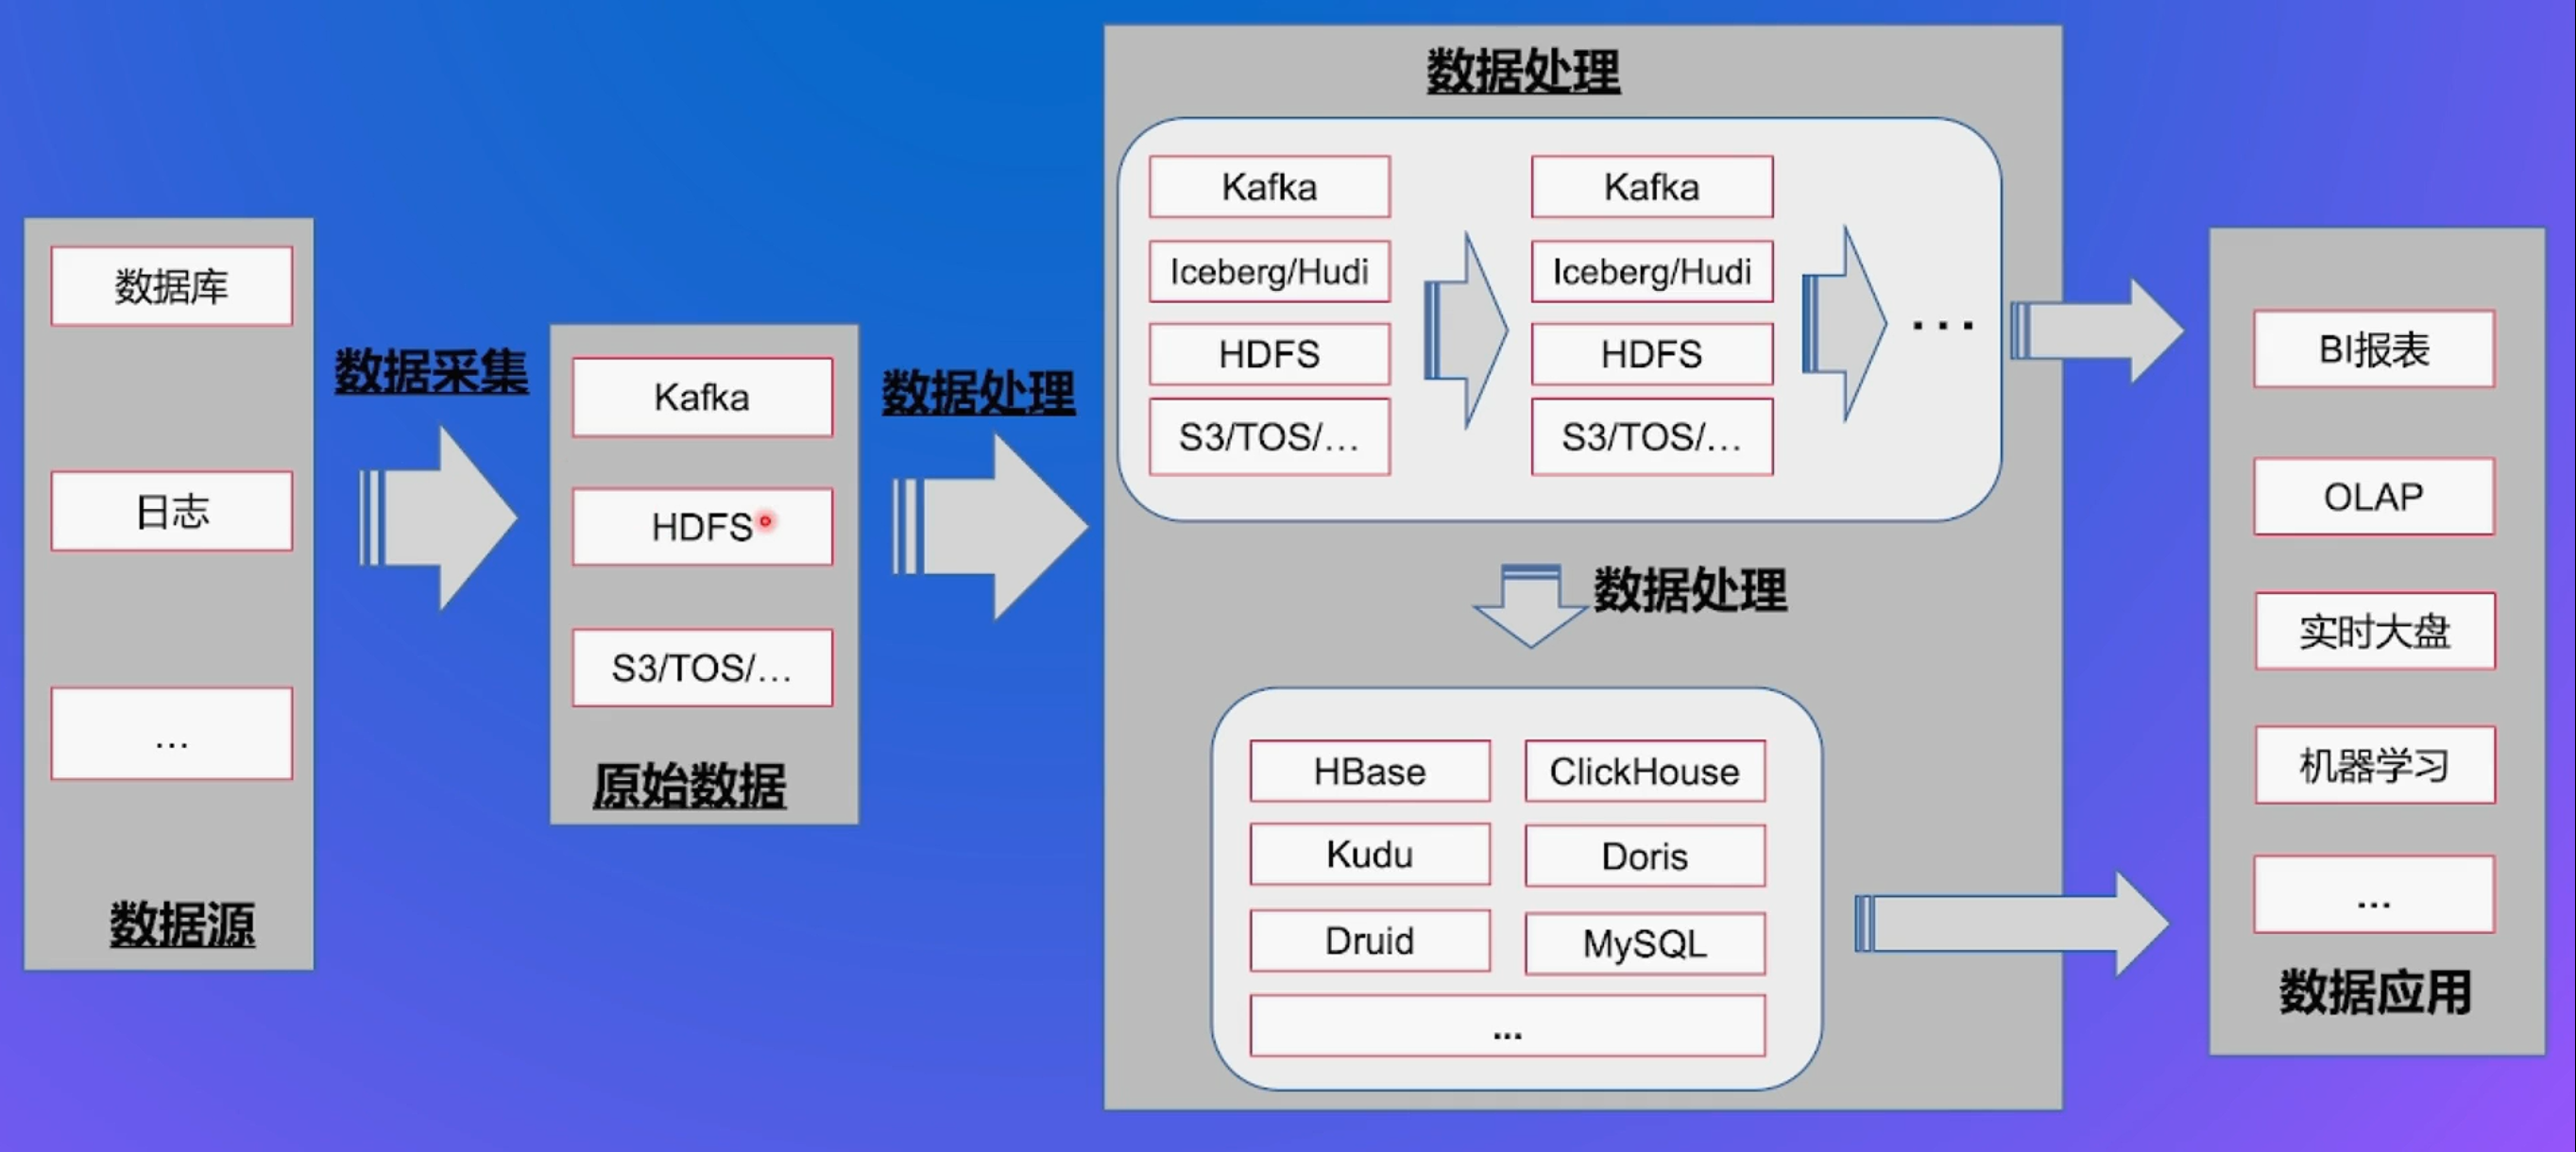 数据库
日志
...
数据源
数据采集
Kafka
HDFS
S3/TOS/...
原始数据
数据处理
数据处理
Kafka
Iceberg/Hudi
HDFS
S3/TOS/...
Kafka
Iceberg/Hudi
HDFS
S3/TOS/...
...
数据处理
HBase
ClickHouse
Kudu
Doris
Druid
MySQL
...
BI报表
OLAP
实时大盘
机器学习
...
数据应用